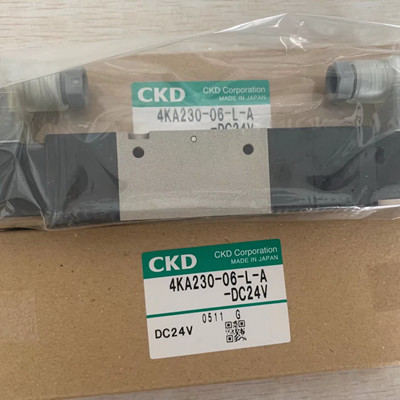 CKD CKD Corporation
MADE IN JAPAN
4KA230-06-L-A
-DC24V
CKD CKD Corporation
MADE IN JAPAN
4KA230-06-L-A
-DC24V
0511 G
DC24V